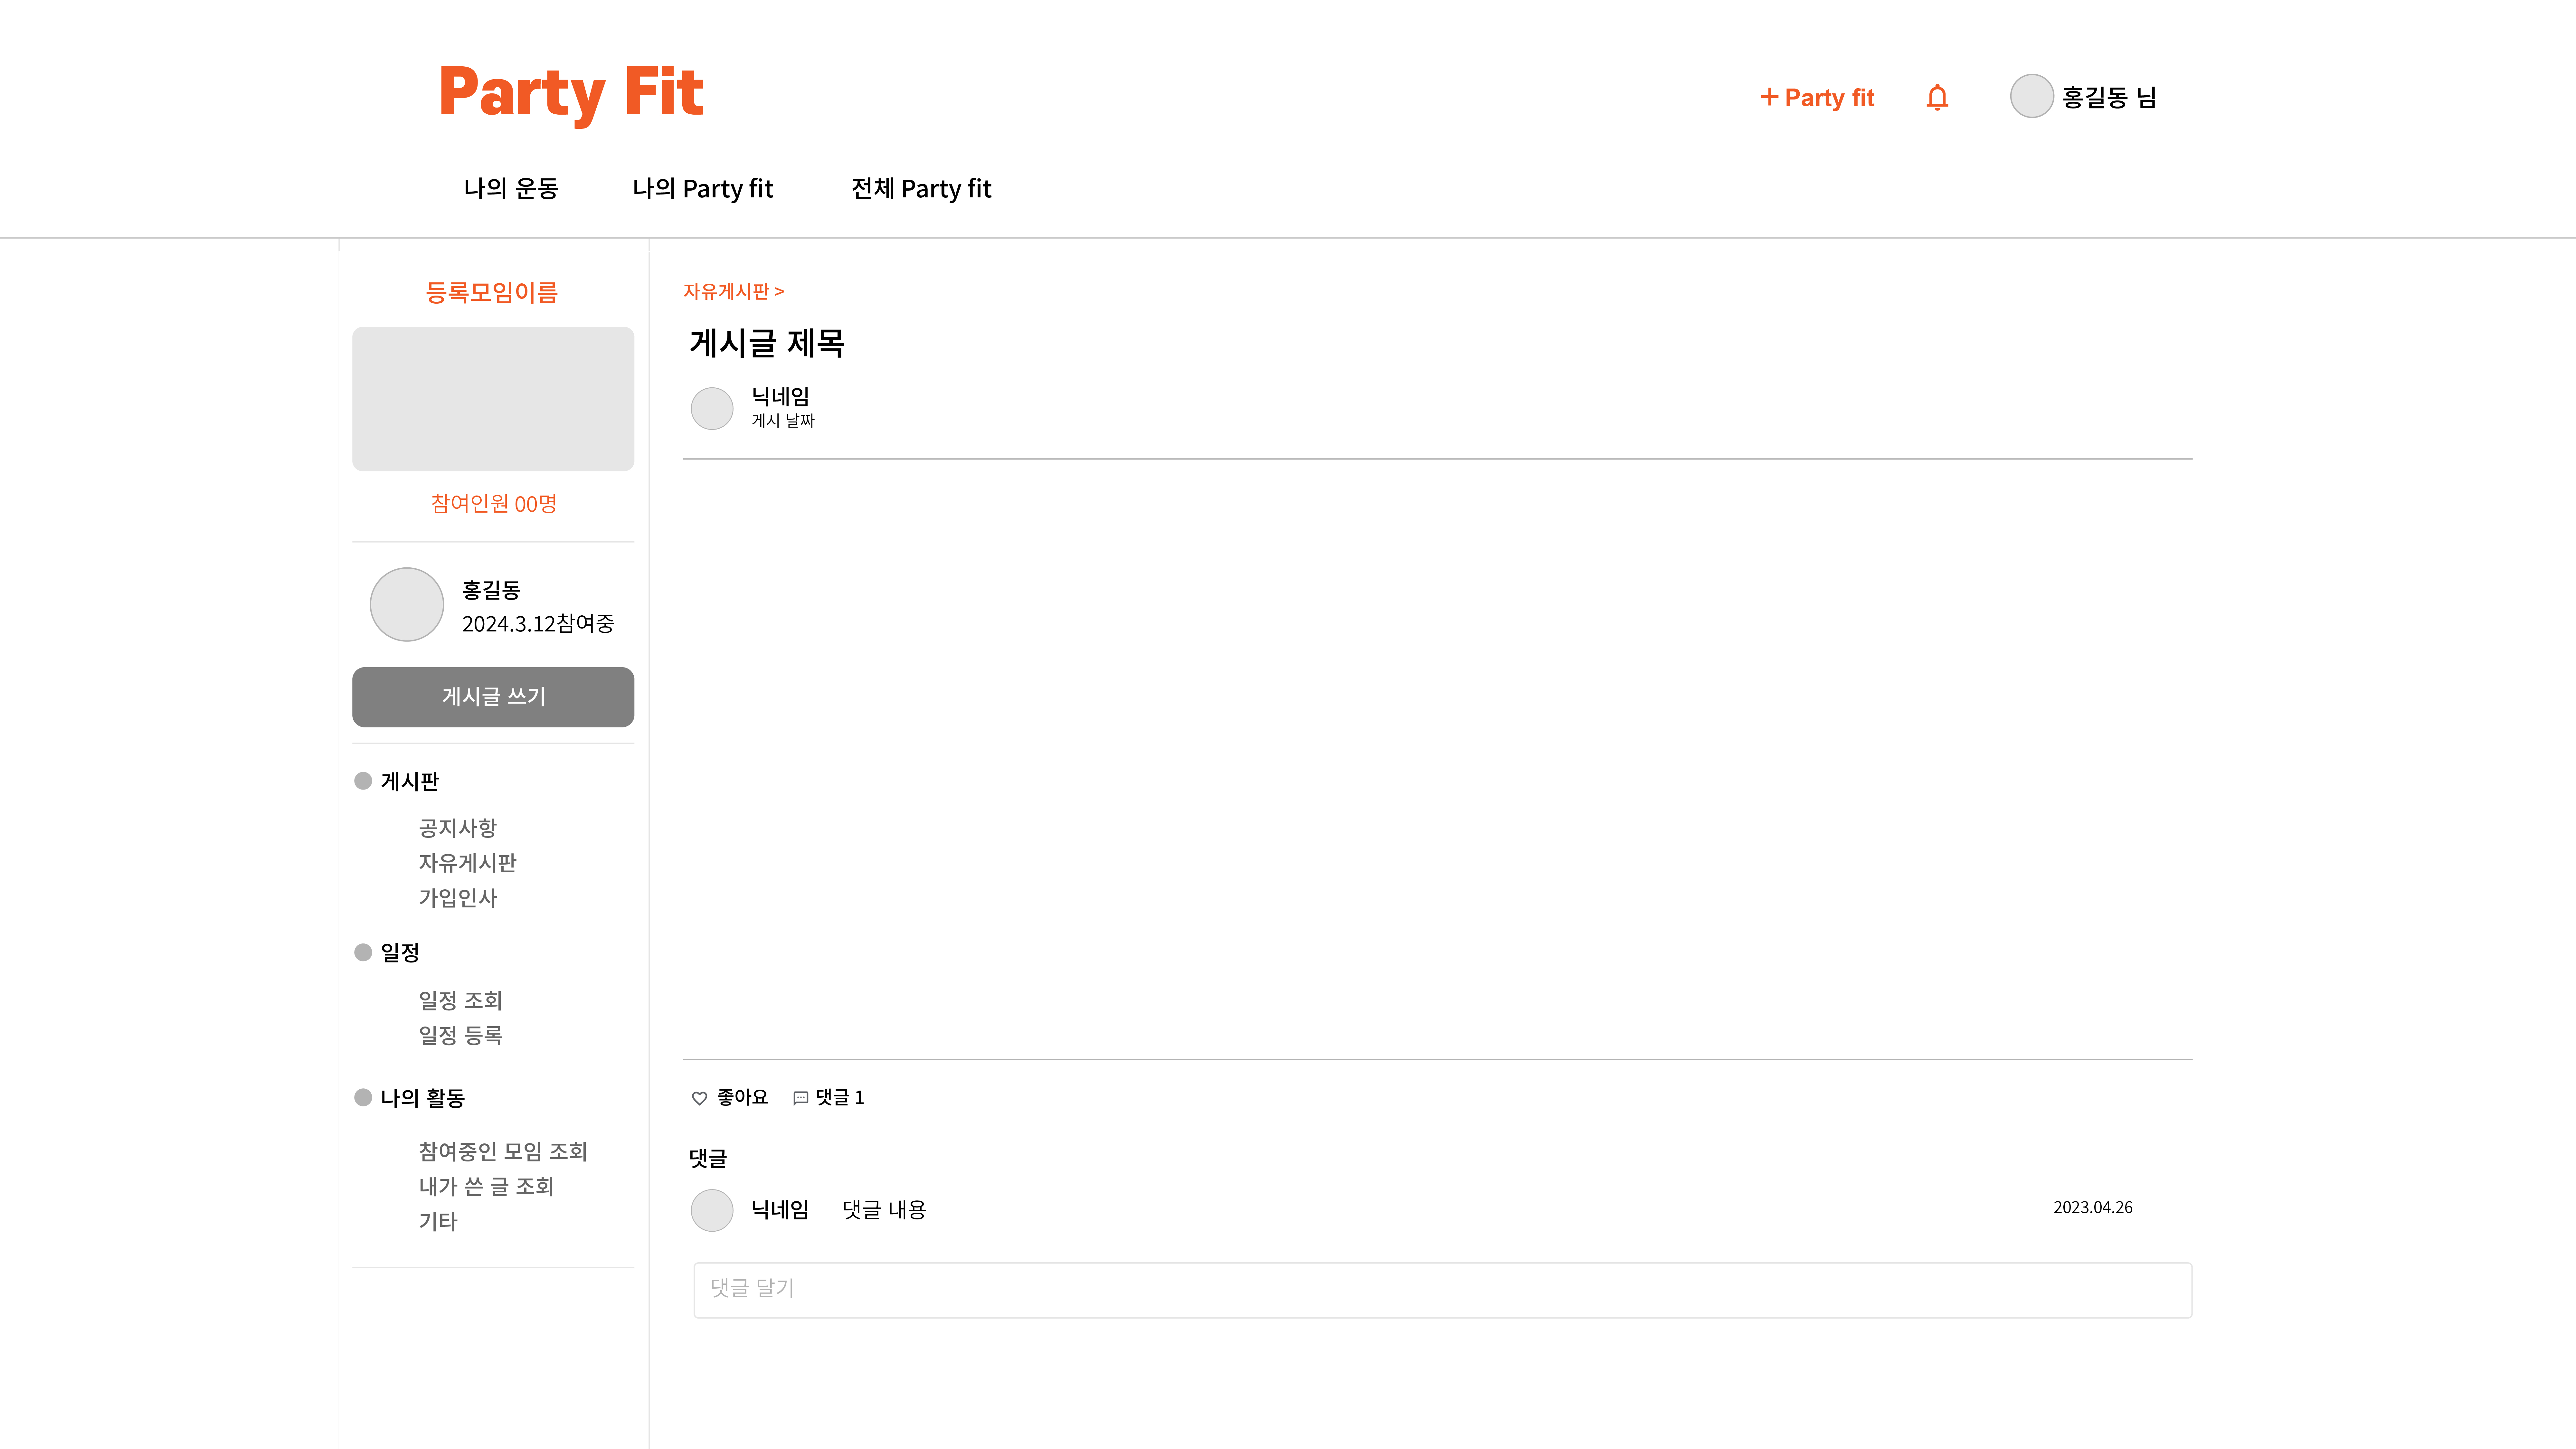 Party Fit
+ Party fit
홍길동 님
나의 운동
나의 Party fit
전체 Party fit
등록모임이름
참여인원 00명
홍길동
2024.3.12참여중
게시글 쓰기
게시판
공지사항
자유게시판
가입인사
일정
일정 조회
일정 등록
나의 활동
참여중인 모임 조회
내가 쓴 글 조회
기타
자유게시판 >
게시글 제목
닉네임
게시 날짜
좋아요 댓글 1
댓글
닉네임 댓글 내용 2023.04.26
댓글 달기